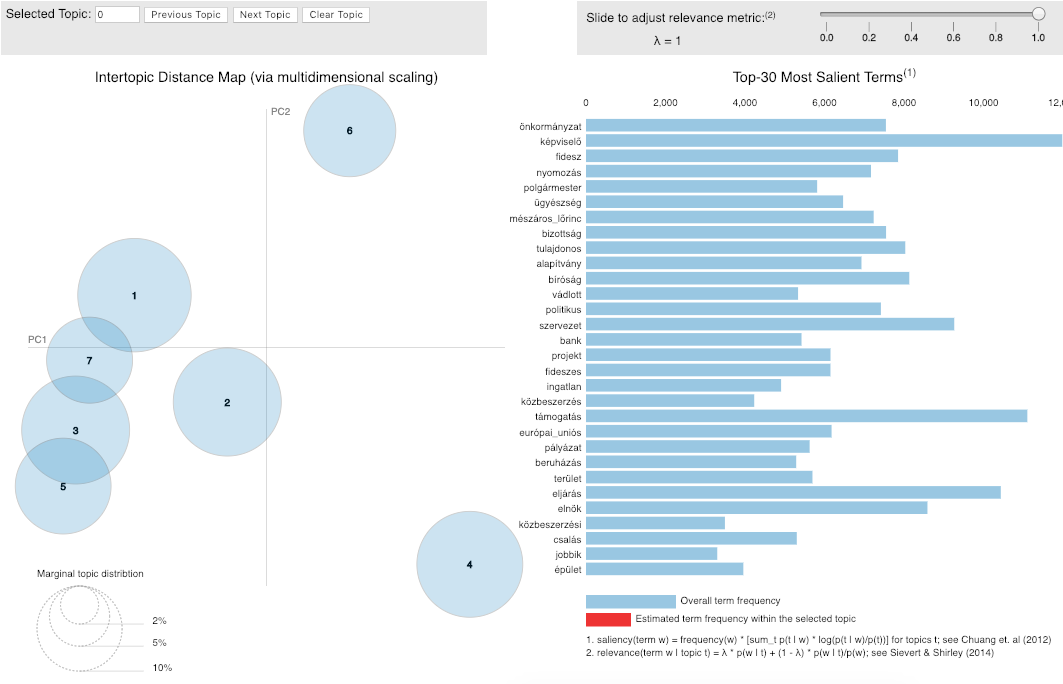 Selected Topic: 0 Previous Topic Next Topic Clear Topic
Slide to adjust relevance metric:(2)
λ = 1
0.0 0.2 0.4 0.6 0.8 1.0
Intertopic Distance Map (via multidimensional scaling)
PC2
PC1
6
1
7
2
3
5
4
Marginal topic distribtion
2%
5%
10%
Top-30 Most Salient Terms(1)
0 2,000 4,000 6,000 8,000 10,000 12,0
önkormányzat
képviselő
fidesz
nyomozás
polgármester
ügyészség
mészáros_lőrinc
bizottság
tulajdonos
alapítvány
bíróság
vádlott
politikus
szervezet
bank
projekt
fideszes
ingatlan
közbeszerzés
támogatás
európai_uniós
pályázat
beruházás
terület
eljárás
elnök
közbeszerzési
csalás
jobbik
épület
Overall term frequency
Estimated term frequency within the selected topic
1. saliency(term w) = frequency(w) * [sum_t p(t | w) * log(p(t | w)/p(t))] for topics t; see Chuang et. al (2012)
2. relevance(term w | topic t) = λ * p(w | t) + (1 - λ) * p(w | t)/p(w); see Sievert & Shirley (2014)